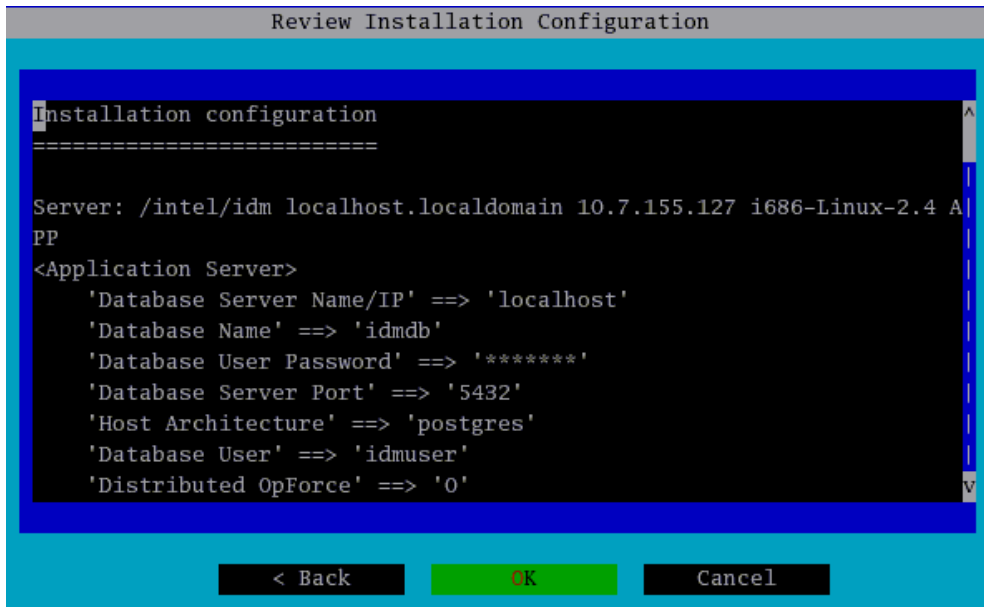 Review Installation Configuration
Installation configuration
==========================
Server: /intel/idm localhost.localdomain 10.7.155.127 i686-Linux-2.4 A
PP
<Application Server>
'Database Server Name/IP' ==> 'localhost'
'Database Name' ==> 'idmdb'
'Database User Password' ==> '*******'
'Database Server Port' ==> '5432'
'Host Architecture' ==> 'postgres'
'Database User' ==> 'idmuser'
'Distributed OpForce' ==> '0'
< Back OK Cancel